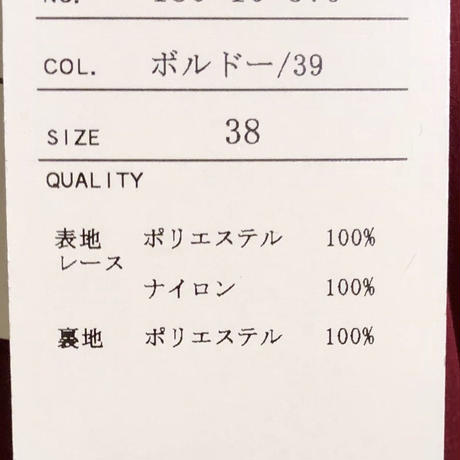 COL. ボルドー/39
SIZE 38
QUALITY
表地 ポリエステル 100%
レース
ナイロン 100%
裏地 ポリエステル 100%